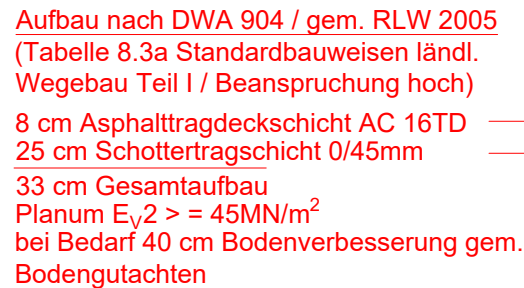 Aufbau nach DWA 904 / gem. RLW 2005
(Tabelle 8.3a Standardbauweisen ländl.
Wegebau Teil I / Beanspruchung hoch)
8 cm Asphalttragdeckschicht AC 16TD
25 cm Schottertragschicht 0/45mm
33 cm Gesamtaufbau
Planum EV2 > = 45MN/m²
bei Bedarf 40 cm Bodenverbesserung gem.
Bodengutachten